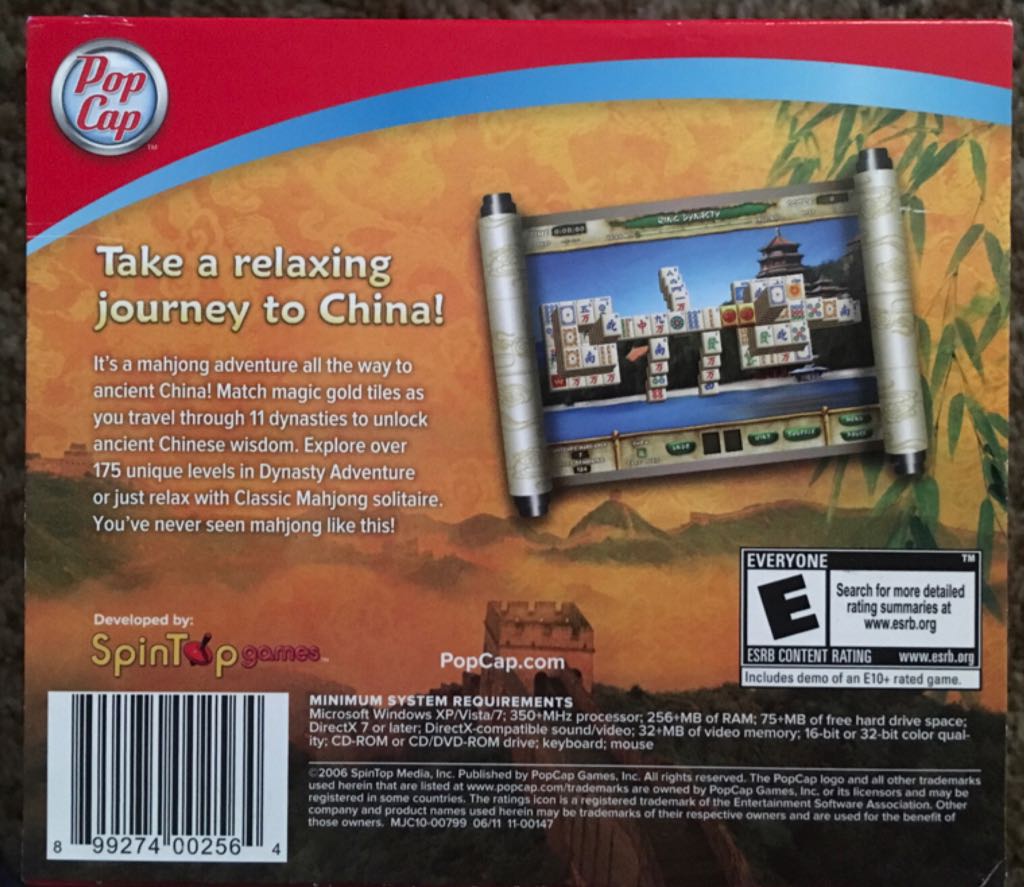 Pop
Cap
TM
Take a relaxing
journey to China!
It's a mahjong adventure all the way to
ancient China! Match magic gold tiles as
you travel through 11 dynasties to unlock
ancient Chinese wisdom. Explore over
175 unique levels in Dynasty Adventure
or just relax with Classic Mahjong solitaire.
You've never seen mahjong like this!
QING DYNASTY
HINT
SHUFFLE
MENU
PAUSE
Developed by:
SpinTop games™
PopCap.com
EVERYONE TM
E
Search for more detailed
rating summaries at
www.esrb.org
ESRB CONTENT RATING www.esrb.org
Includes demo of an E10+ rated game.
MINIMUM SYSTEM REQUIREMENTS
Microsoft Windows XP/Vista/7; 350+MHz processor; 256+MB of RAM; 75+MB of free hard drive space;
DirectX 7 or later; DirectX-compatible sound/video; 32+MB of video memory; 16-bit or 32-bit color qual-
ity; CD-ROM or CD/DVD-ROM drive; keyboard; mouse
©2006 SpinTop Media, Inc. Published by PopCap Games, Inc. All rights reserved. The PopCap logo and all other trademarks
used herein that are listed at www.popcap.com/trademarks are owned by PopCap Games, Inc. or its licensors and may be
registered in some countries. The ratings icon is a registered trademark of the Entertainment Software Association. Other
company and product names used herein may be trademarks of their respective owners and are used for the benefit of
those owners. MJC10-00799 06/11 11-00147
8 99274 00256 4